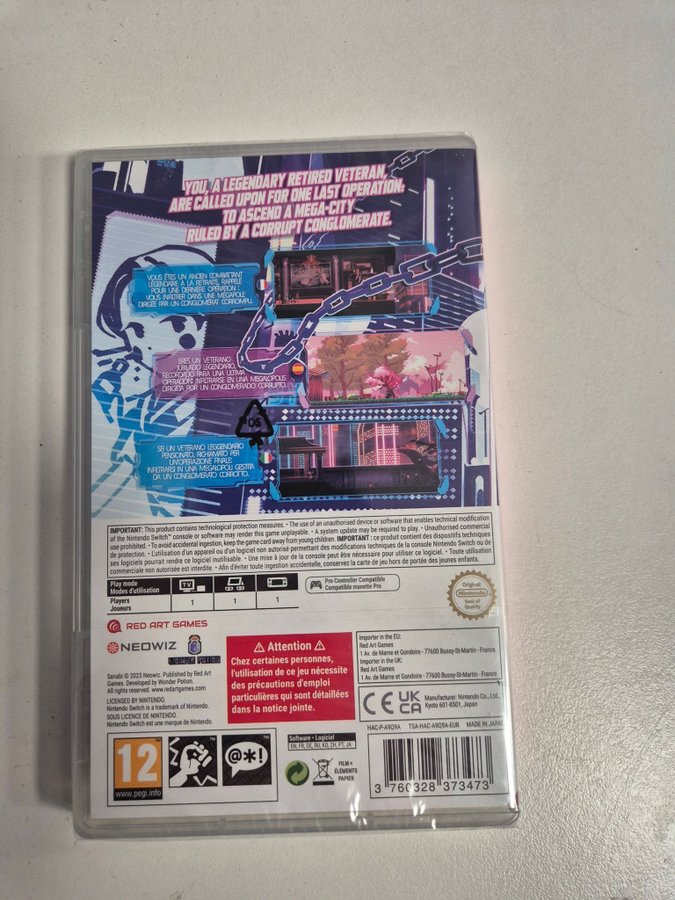 YOU, A LEGENDARY RETIRED VETERAN,
ARE CALLED UPON FOR ONE LAST OPERATION:
TO ASCEND A MEGA-CITY
RULED BY A CORRUPT CONGLOMERATE.
VOUS ÊTES UN ANCIEN COMBATTANT
LÉGENDAIRE À LA RETRAITE, RAPPELÉ
POUR UNE DERNIÈRE OPÉRATION :
VOUS INFILTRER DANS UNE MÉGAPOLE
DIRIGÉE PAR UN CONGLOMÉRAT CORROMPU.
ERES UN VETERANO
JUBILADO LEGENDARIO,
RECORDADO PARA UNA ÚLTIMA
OPERACIÓN: INFILTRARSE EN UNA MEGALÓPOLIS
DIRIGIDA POR UN CONGLOMERADO CORRUPTO.
05
SEI UN VETERANO LEGGENDARIO
PENSIONATO, RICHIAMATO PER
UN'OPERAZIONE FINALE:
INFILTRARSI IN UNA MEGALOPOLI GESTITA
DA UN CONGLOMERATO CORROTTO.
IMPORTANT: This product contains technological protection measures. • The use of an unauthorised device or software that enables technical modification
of the Nintendo Switch™ console or software may render this game unplayable. • A system update may be required to play. • Unauthorised commercial
use prohibited. • To avoid accidental ingestion, keep the game card away from young children. IMPORTANT : ce produit contient des dispositifs techniques
de protection. • L'utilisation d'un appareil ou d'un logiciel non autorisé permettant des modifications techniques de la console Nintendo Switch ou de
ses logiciels pourrait rendre ce logiciel inutilisable. • Une mise à jour de la console peut être nécessaire pour utiliser ce logiciel. • Toute utilisation
commerciale non autorisée est interdite. • Afin d'éviter toute ingestion accidentelle, conservez la carte de jeu hors de portée des jeunes enfants.
Play mode
Modes d'utilisation
TV
Players
Joueurs
1
1
1
Pro Controller Compatible
Compatible manette Pro
Original
Nintendo
Seal of
Quality
RED ART GAMES
NEOWIZ
WONDER POTION
Sanabi © 2023 Neowiz. Published by Red Art
Games. Developed by Wonder Potion.
All rights reserved. www.redartgames.com
LICENSED BY NINTENDO.
Nintendo Switch is a trademark of Nintendo.
SOUS LICENCE DE NINTENDO.
Nintendo Switch est une marque de Nintendo.
Attention
Chez certaines personnes,
l'utilisation de ce jeu nécessite
des précautions d'emploi
particulières qui sont détaillées
dans la notice jointe.
Importer in the EU:
Red Art Games
1 Av. de Marne et Gondoire - 77600 Bussy-St-Martin - France
Importer in the UK:
Red Art Games
1 Av. de Marne et Gondoire - 77600 Bussy-St-Martin - France
CE UK
CA
Manufacturer: Nintendo Co., Ltd.,
Kyoto 601-8501, Japan
HAC-P-A9Q9A TSA-HAC-A9Q9A-EUR MADE IN JAPAN
12
www.pegi.info
@*!
Software • Logiciel
EN, FR, DE, RU, KO, ZH, PT, JA
FILM +
ÉLÉMENTS
PAPIER
3 760328 373473